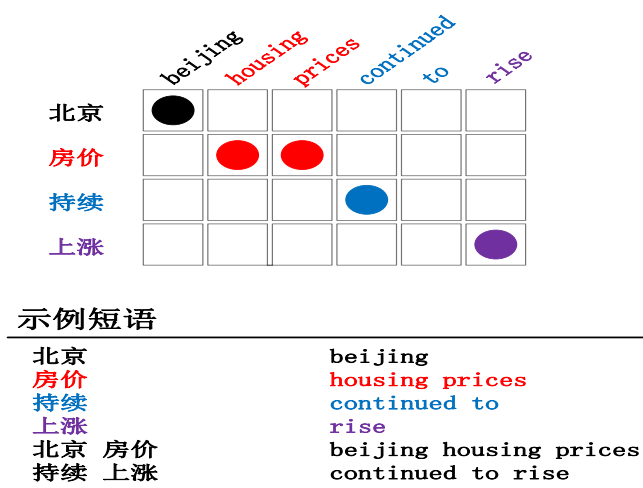 beijing housing prices continued to rise
北京
房价
持续
上涨
示例短语
北京 beijing
房价 housing prices
持续 continued to
上涨 rise
北京 房价 beijing housing prices
持续 上涨 continued to rise